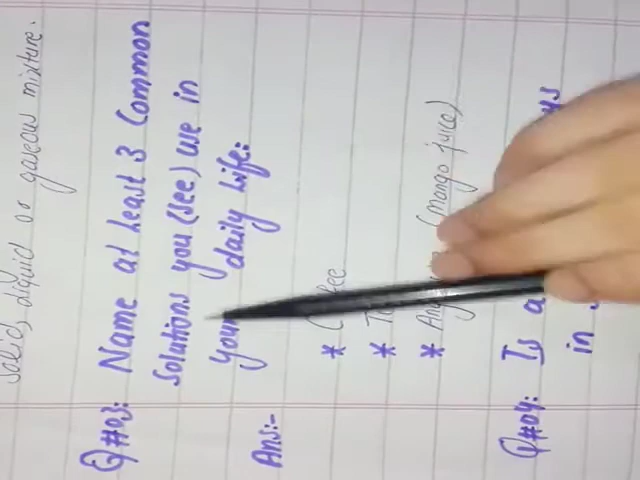 solid, liquid or gaseous mixture.
Q#03: Name at Least 3 Common
Solutions you (see) use in
your daily life:
Ans:-
*
*
* (mango juice)
Q#04: Is a
in